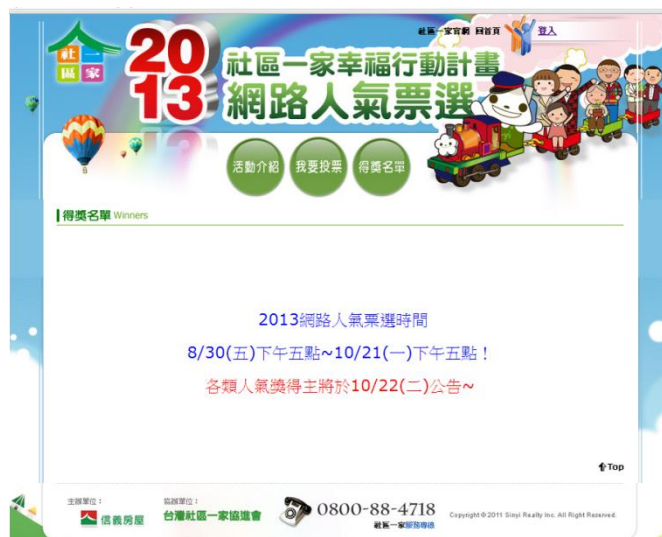 社區一家官網 回首頁 登入
社一
區家
2013
社區一家幸福行動計畫
網路人氣票選
活動介紹 我要投票 得獎名單
得獎名單 Winners
2013網路人氣票選時間
8/30(五)下午五點~10/21(一)下午五點！
各類人氣獎得主將於10/22(二)公告~
Top
主辦單位：
信義房屋
協辦單位：
台灣社區一家協進會
0800-88-4718
社區一家服務專線
Copyright © 2011 Sinyi Realty Inc. All Right Reserved.